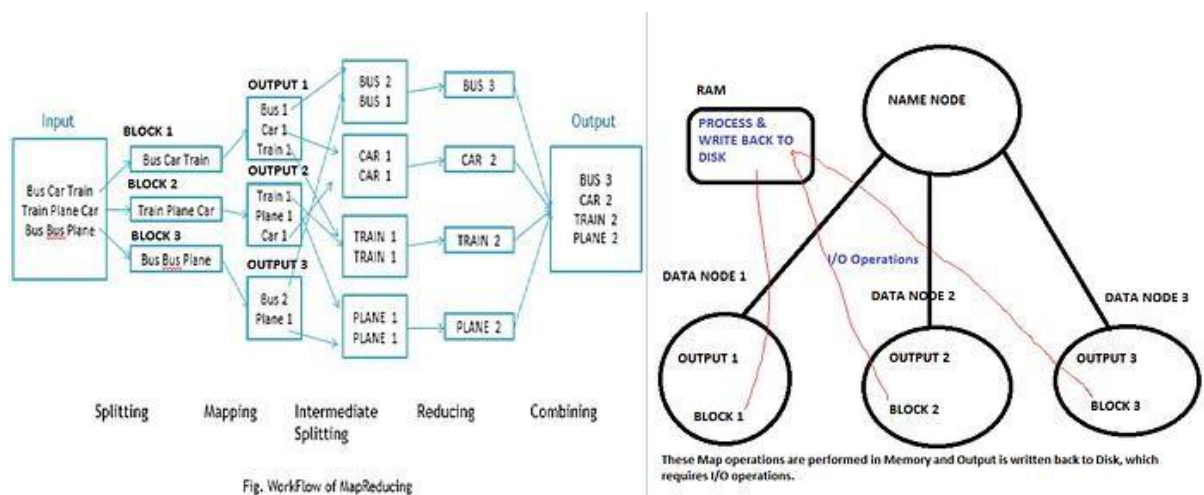 Input
Bus Car Train
Train Plane Car
Bus Bus Plane
BLOCK 1
Bus Car Train
BLOCK 2
Train Plane Car
BLOCK 3
Bus Bus Plane
OUTPUT 1
Bus 1
Car 1
Train 1
OUTPUT 2
Train 1
Plane 1
Car 1
OUTPUT 3
Bus 2
Plane 1
BUS 2
BUS 1
CAR 1
CAR 1
TRAIN 1
TRAIN 1
PLANE 1
PLANE 1
BUS 3
CAR 2
TRAIN 2
PLANE 2
Output
BUS 3
CAR 2
TRAIN 2
PLANE 2
Splitting
Mapping
Intermediate
Splitting
Reducing
Combining
Fig. WorkFlow of MapReducing
RAM
PROCESS &
WRITE BACK TO
DISK
NAME NODE
I/O Operations
DATA NODE 1
DATA NODE 2
DATA NODE 3
OUTPUT 1
BLOCK 1
OUTPUT 2
BLOCK 2
OUTPUT 3
BLOCK 3
These Map operations are performed in Memory and Output is written back to Disk, which
requires I/O operations.